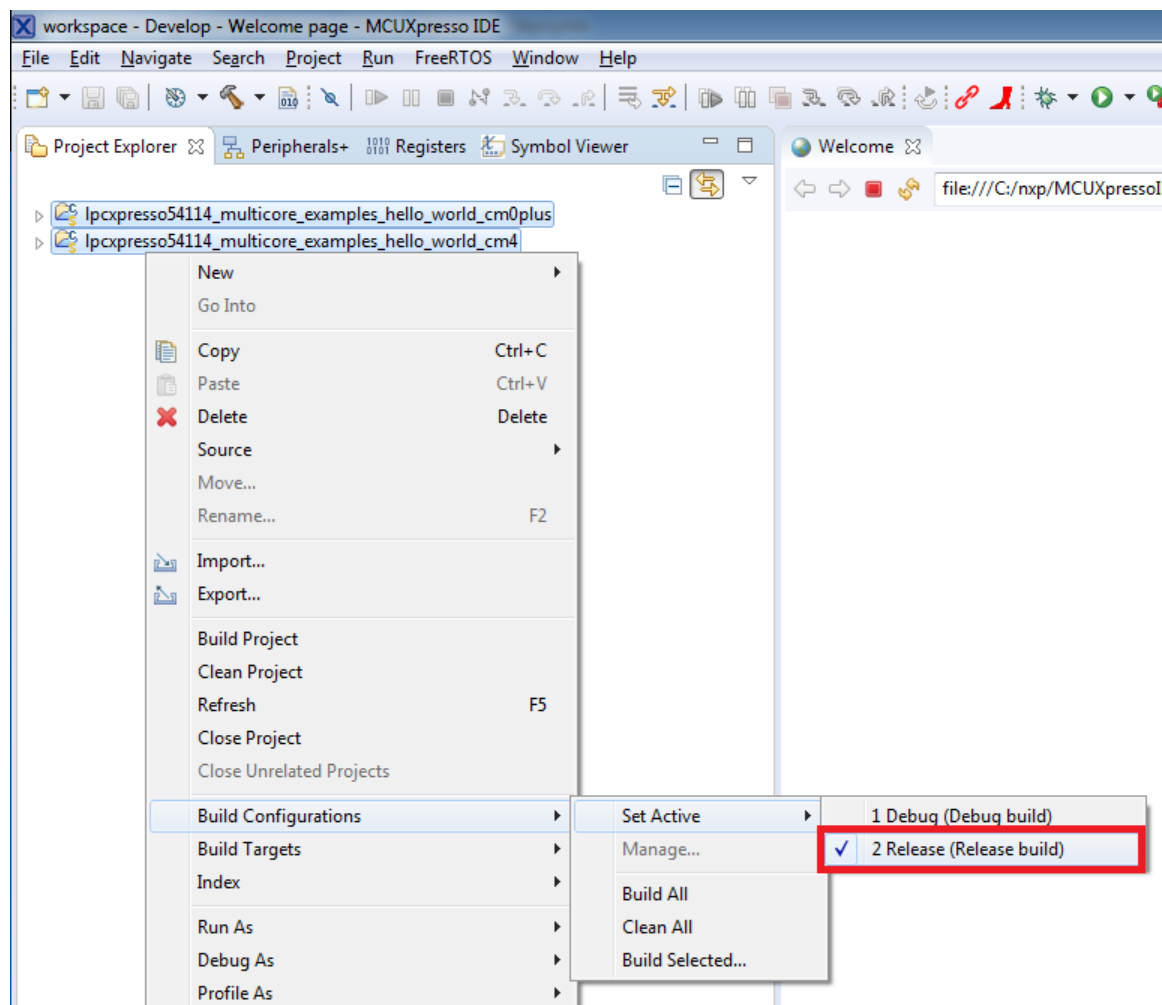 workspace - Develop - Welcome page - MCUXpresso IDE
File Edit Navigate Search Project Run FreeRTOS Window Help
Project Explorer Peripherals+ Registers Symbol Viewer
Welcome
file:///C:/nxp/MCUXpressoI
lpcxpresso54114_multicore_examples_hello_world_cm0plus
lpcxpresso54114_multicore_examples_hello_world_cm4
New
Go Into
Copy Ctrl+C
Paste Ctrl+V
Delete Delete
Source
Move...
Rename... F2
Import...
Export...
Build Project
Clean Project
Refresh F5
Close Project
Close Unrelated Projects
Build Configurations
Set Active
1 Debug (Debug build)
Build Targets
Manage...
2 Release (Release build)
Index
Build All
Run As
Clean All
Debug As
Build Selected...
Profile As